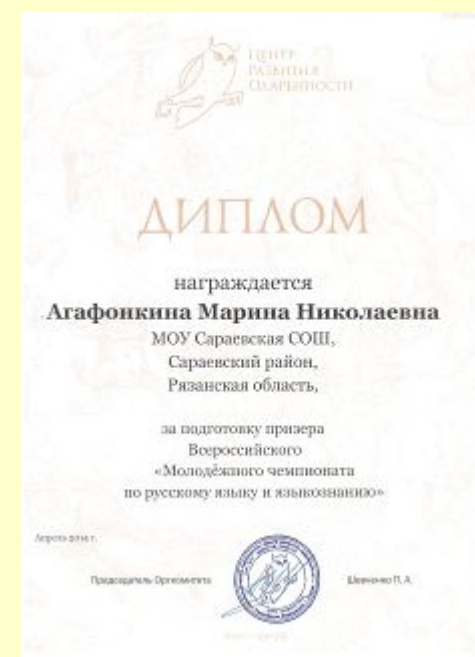 ЦЕНТР
РАЗВИТИЯ
ОДАРЕННОСТИ
ДИПЛОМ
награждается
Агафонкина Марина Николаевна
МОУ Сараевская СОШ,
Сараевский район,
Рязанская область,
за подготовку призера
Всероссийского
«Молодёжного чемпионата
по русскому языку и языкознанию»
Председатель Оргкомитета
Шевченко П. А.